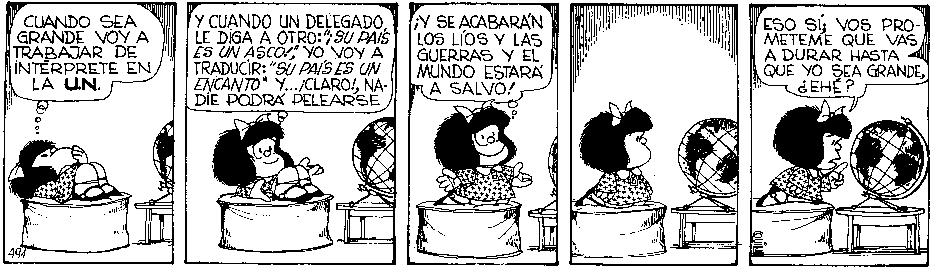 CUANDO SEA
GRANDE VOY A
TRABAJAR DE
INTÉRPRETE EN
LA U.N.
Y CUANDO UN DELEGADO
LE DIGA A OTRO: "¡SU PAÍS
ES UN ASCO!", YO VOY A
TRADUCIR: "SU PAÍS ES UN
ENCANTO" Y...¡CLARO!, NA-
DIE PODRÁ PELEARSE
¡Y SE ACABARÁN
LOS LÍOS Y LAS
GUERRAS Y EL
MUNDO ESTARÁ
A SALVO!
ESO SÍ; VOS PRO-
METEME QUE VAS
A DURAR HASTA
QUE YO SEA GRANDE,
¿EHÉ?
491